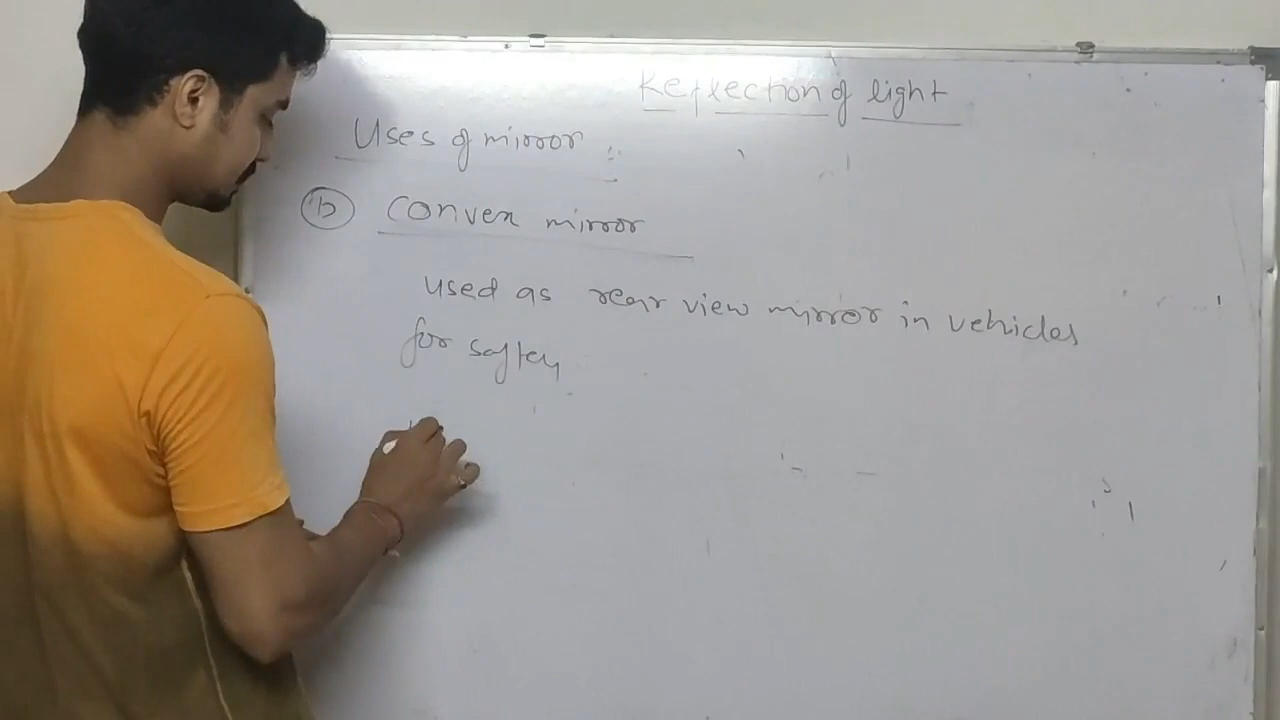 Reflection of light
Uses of mirror
b Convex mirror
used as rear view mirror in vehicles
for saftey